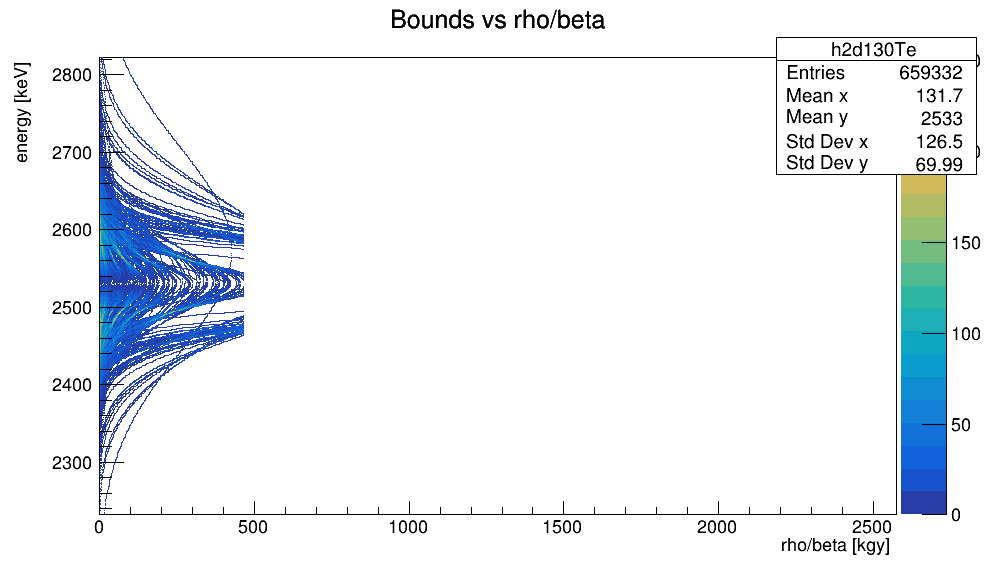 Bounds vs rho/beta
energy [keV]
2800
2700
2600
2500
2400
2300
0
500
1000
1500
2000
2500
rho/beta [kgy]
h2d130Te
Entries 659332
Mean x 131.7
Mean y 2533
Std Dev x 126.5
Std Dev y 69.99
150
100
50
0